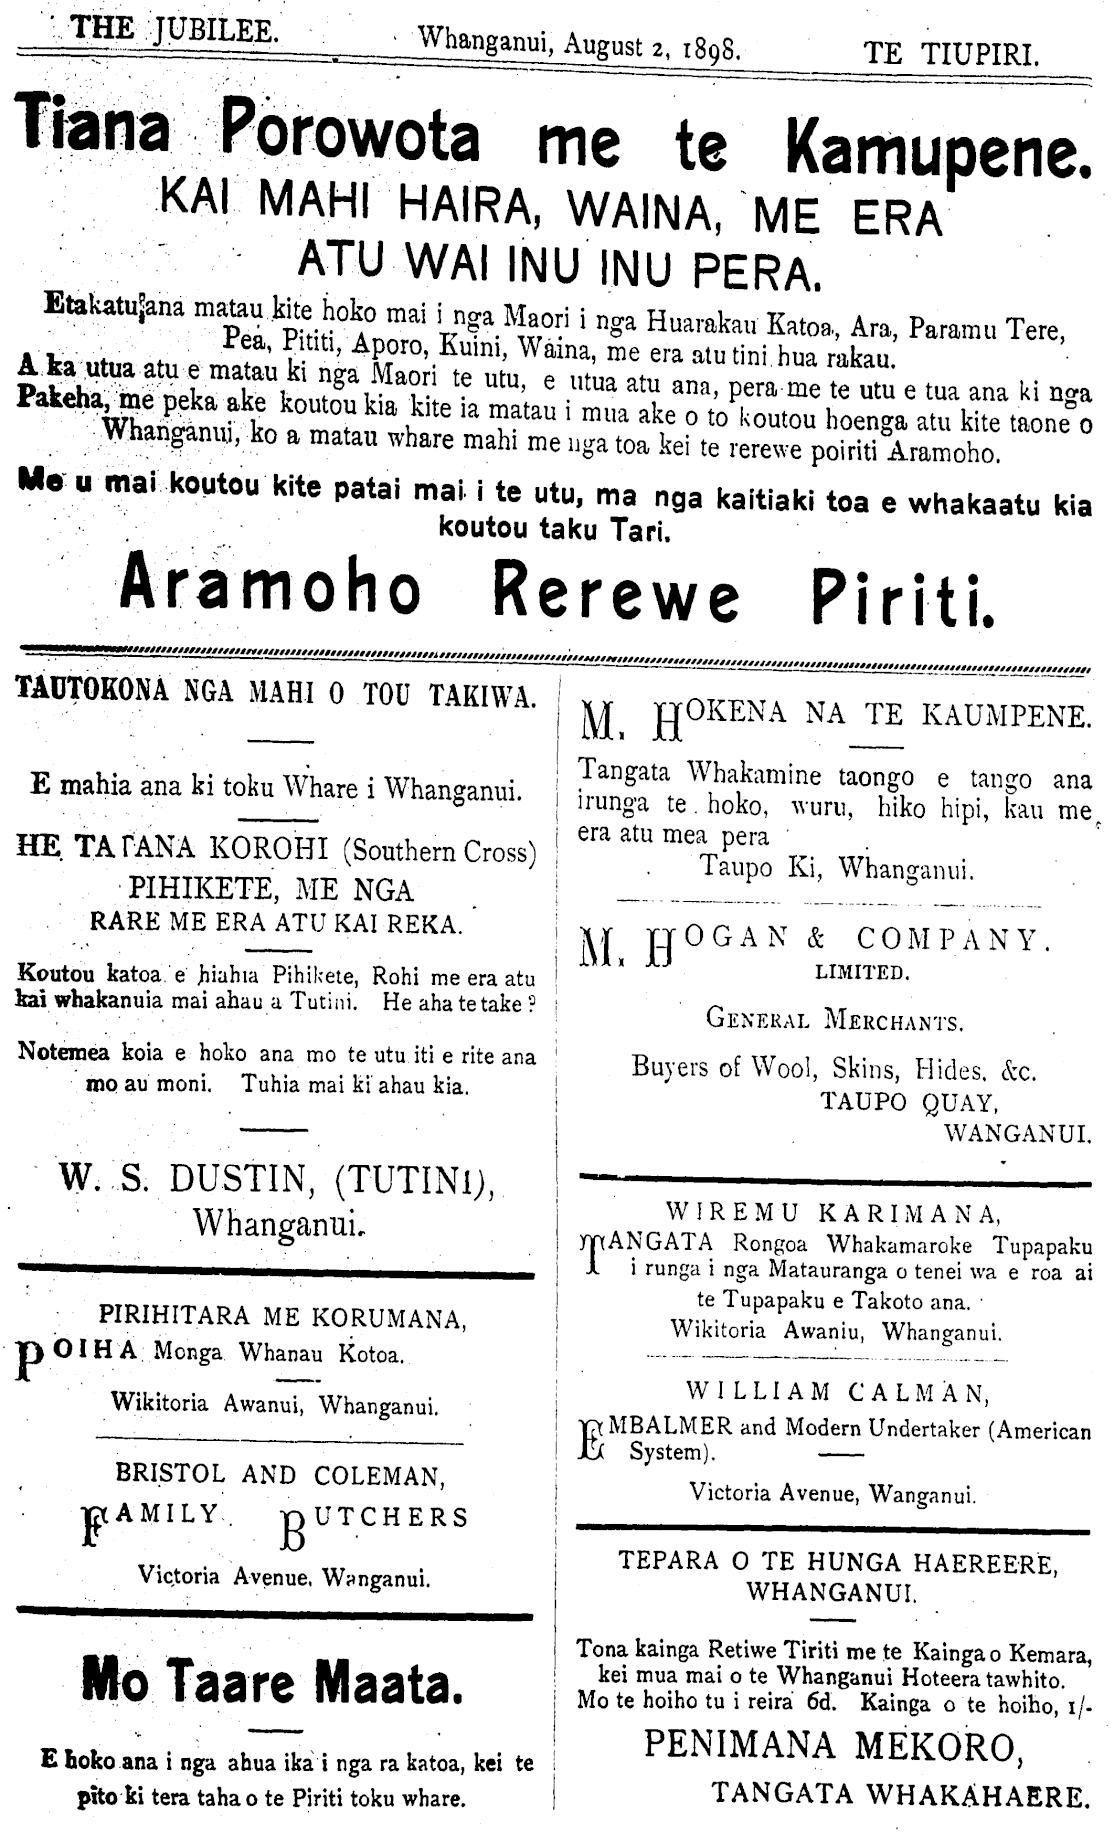 THE JUBILEE. Whanganui, August 2, 1898. TE TIUPIRI.
Tiana Porowota me te Kamupene.
KAI MAHI HAIRA, WAINA, ME ERA
ATU WAI INU INU PERA.
Etakatu ana matau kite hoko mai i nga Maori i nga Huarakau Katoa, Ara, Paramu Tere,
Pea, Pititi, Aporo, Kuini, Waina, me era atu tini hua rakau.
A ka utua atu e matau ki nga Maori te utu, e utua atu ana, pera me te utu e tua ana ki nga
Pakeha, me peka ake koutou kia kite ia matau i mua ake o to koutou hoenga atu kite taone o
Whanganui, ko a matau whare mahi me nga toa kei te rerewe poiriti Aramoho.
Me u mai koutou kite patai mai i te utu, ma nga kaitiaki toa e whakaatu kia
koutou taku Tari.
Aramoho Rerewe Piriti.
TAUTOKONA NGA MAHI O TOU TAKIWA.
E mahia ana ki toku Whare i Whanganui.
HE TATANA KOROHI (Southern Cross)
PIHIKETE, ME NGA
RARE ME ERA ATU KAI REKA.
Koutou katoa e hiahia Pihikete, Rohi me era atu
kai whakanuia mai ahau a Tutini. He aha te take?
Notemea koia e hoko ana mo te utu iti e rite ana
mo au moni. Tuhia mai ki ahau kia.
W. S. DUSTIN, (TUTINI),
Whanganui.
PIRIHITARA ME KORUMANA,
POIHA Monga Whanau Kotoa.
Wikitoria Awanui, Whanganui.
BRISTOL AND COLEMAN,
FAMILY BUTCHERS
Victoria Avenue, Wanganui.
Mo Taare Maata.
E hoko ana i nga ahua ika i nga ra katoa, kei te
pito ki tera taha o te Piriti toku whare.
M. HOKENA NA TE KAUMPENE.
Tangata Whakamine taongo e tango ana
irunga te hoko, wuru, hiko hipi, kau me
era atu mea pera
Taupo Ki, Whanganui.
M. HOGAN & COMPANY.
LIMITED.
GENERAL MERCHANTS.
Buyers of Wool, Skins, Hides, &c.
TAUPO QUAY,
WANGANUI.
WIREMU KARIMANA,
TANGATA Rongoa Whakamaroke Tupapaku
i runga i nga Matauranga o tenei wa e roa ai
te Tupapaku e Takoto ana.
Wikitoria Awaniu, Whanganui.
WILLIAM CALMAN,
EMBALMER and Modern Undertaker (American
System).
Victoria Avenue, Wanganui.
TEPARA O TE HUNGA HAEREERE,
WHANGANUI.
Tona kainga Retiwe Tiriti me te Kainga o Kemara,
kei mua mai o te Whanganui Hoteera tawhito.
Mo te hoiho tu i reira 6d. Kainga o te hoiho, 1/-
PENIMANA MEKORO,
TANGATA WHAKAHAERE.